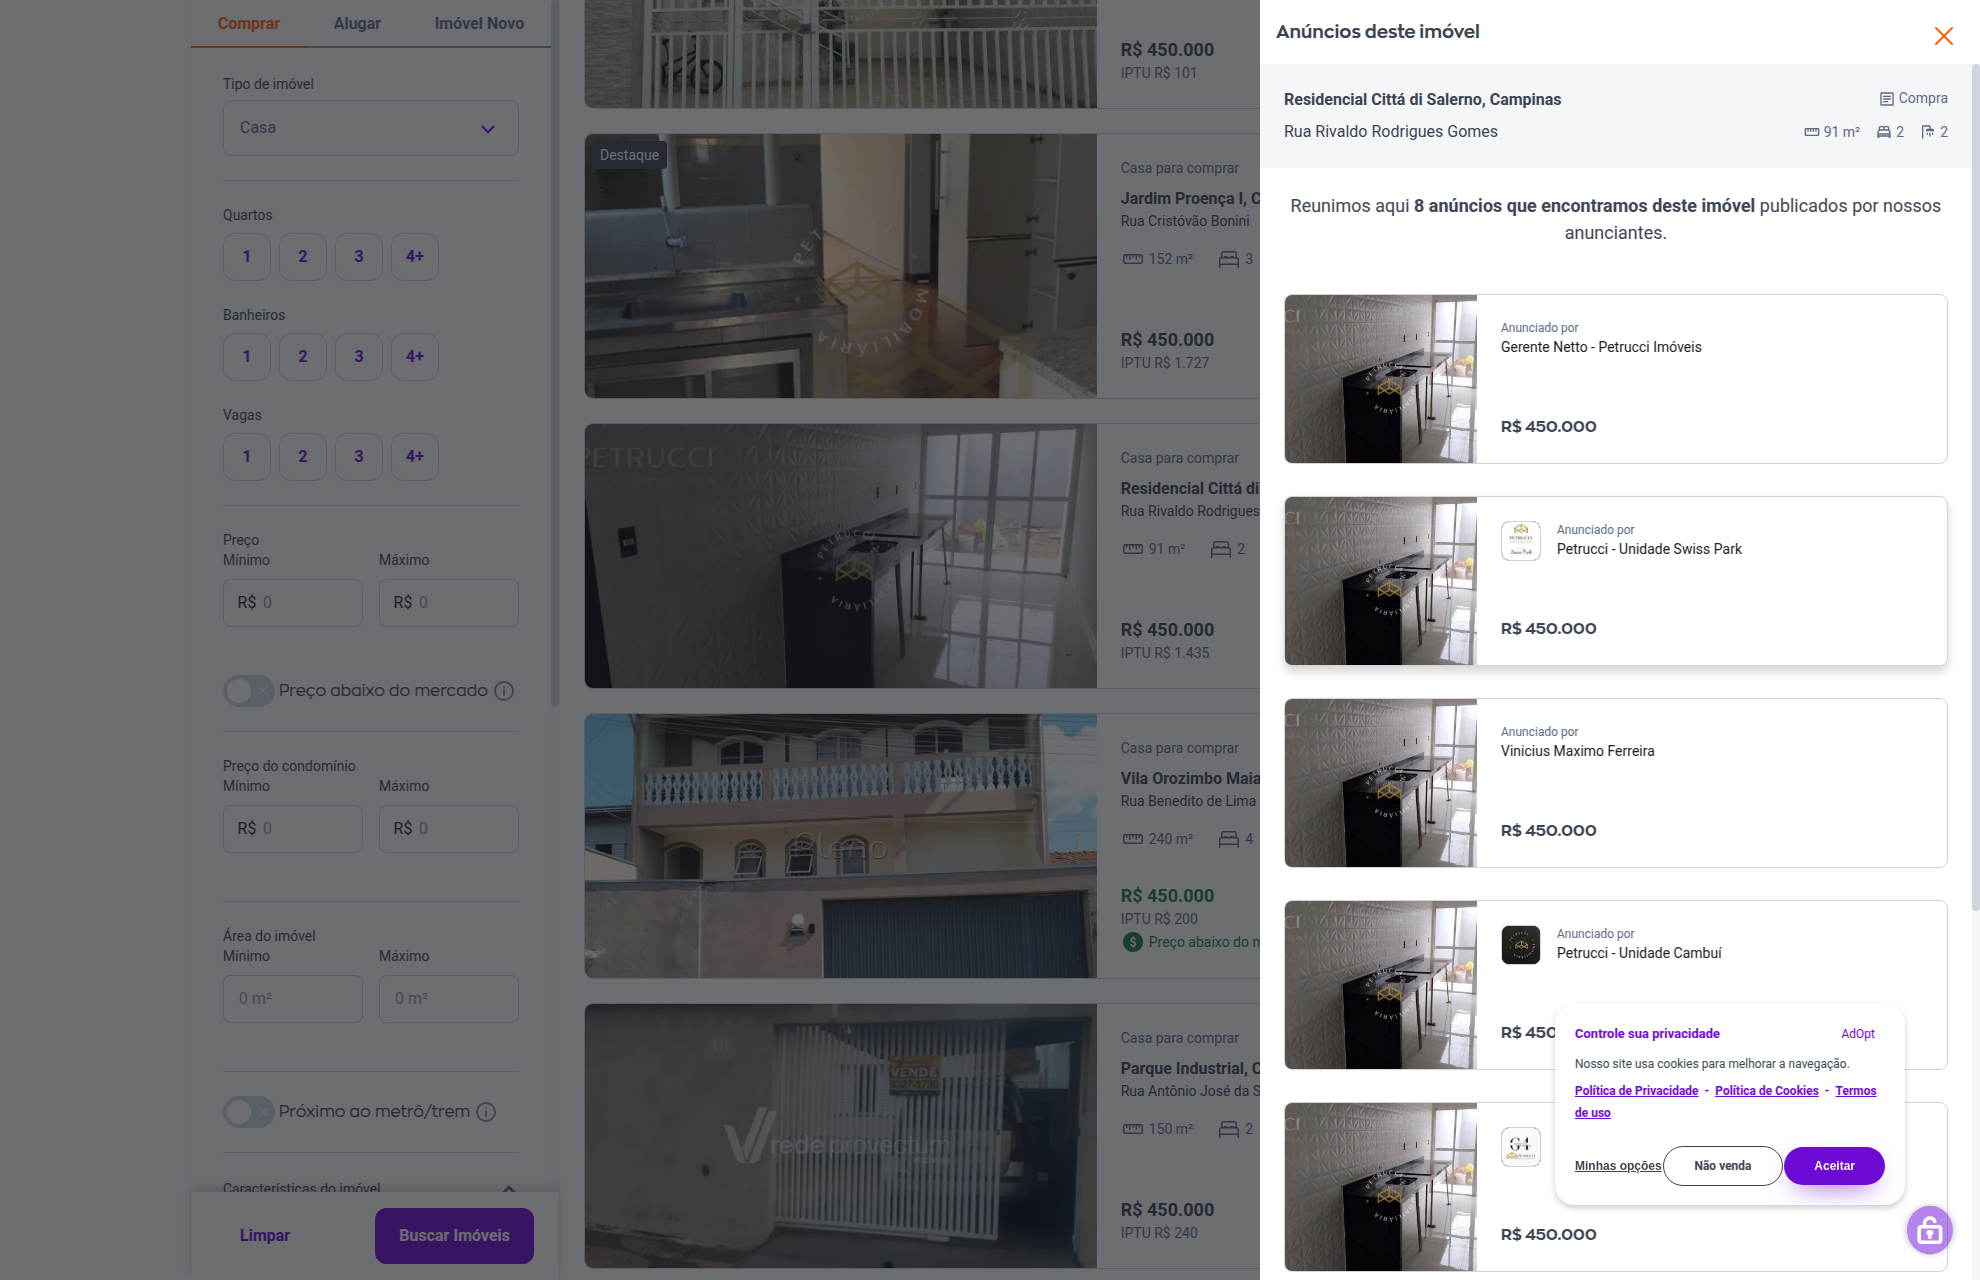 Comprar
Alugar
Imóvel Novo
Tipo de imóvel
Casa
Quartos
1
2
3
4+
Banheiros
1
2
3
4+
Vagas
1
2
3
4+
Preço
Mínimo
Máximo
R$ 0
R$ 0
Preço abaixo do mercado
Preço do condomínio
Mínimo
Máximo
R$ 0
R$ 0
Área do imóvel
Mínimo
Máximo
0 m²
0 m²
Próximo ao metrô/trem
Características do imóvel
Limpar
Buscar Imóveis
R$ 450.000
IPTU R$ 101
Destaque
IMOBILIÁRIA
Casa para comprar
Jardim Proença I, C
Rua Cristóvão Bonini
152 m²
3
R$ 450.000
IPTU R$ 1.727
PETRUCCI
PETRUCCI
IMOBILIÁRIA
Casa para comprar
Residencial Cittá di
Rua Rivaldo Rodrigues
91 m²
2
R$ 450.000
IPTU R$ 1.435
Pleno
Casa para comprar
Vila Orozimbo Maia
Rua Benedito de Lima
240 m²
4
R$ 450.000
IPTU R$ 200
Preço abaixo do m
VENDE
rede provectum
Casa para comprar
Parque Industrial, C
Rua Antônio José da S
150 m²
2
R$ 450.000
IPTU R$ 240
Anúncios deste imóvel
Residencial Cittá di Salerno, Campinas
Compra
Rua Rivaldo Rodrigues Gomes
91 m²
2
2
Reunimos aqui 8 anúncios que encontramos deste imóvel publicados por nossos
anunciantes.
Anunciado por
Gerente Netto - Petrucci Imóveis
R$ 450.000
Anunciado por
Petrucci - Unidade Swiss Park
R$ 450.000
Anunciado por
Vinicius Maximo Ferreira
R$ 450.000
Anunciado por
Petrucci - Unidade Cambuí
R$ 450
G4
R$ 450.000
Controle sua privacidade
AdOpt
Nosso site usa cookies para melhorar a navegação.
Política de Privacidade - Política de Cookies - Termos
de uso
Minhas opções
Não venda
Aceitar